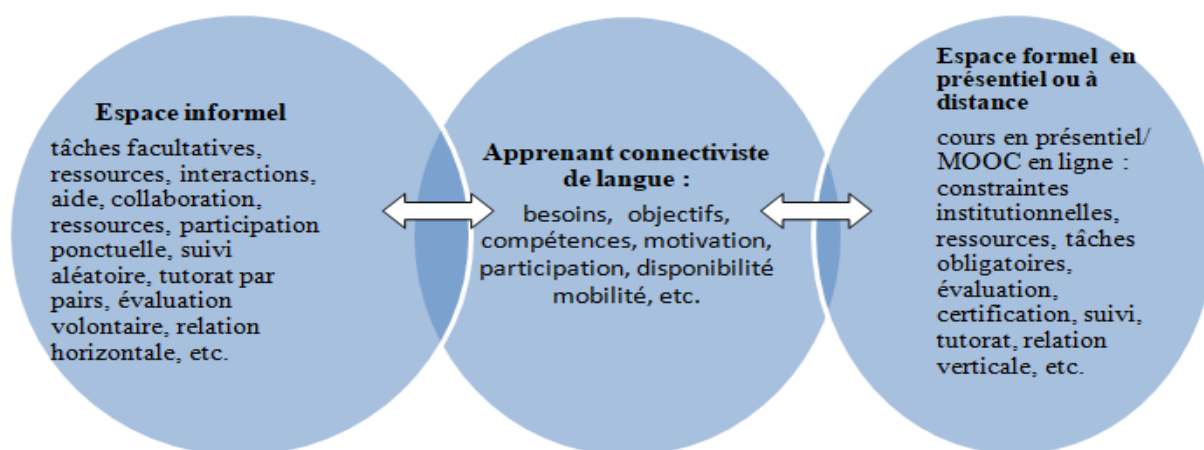 Espace informel
tâches facultatives,
ressources, interactions,
aide, collaboration,
ressources, participation
ponctuelle, suivi
aléatoire, tutorat par
pairs, évaluation
volontaire, relation
horizontale, etc.
Apprenant connectiviste
de langue :
besoins, objectifs,
compétences, motivation,
participation, disponibilité
mobilité, etc.
Espace formel en
présentiel ou à
distance
cours en présentiel/
MOOC en ligne :
constraintes
institutionnelles,
ressources, tâches
obligatoires,
évaluation,
certification, suivi,
tutorat, relation
verticale, etc.